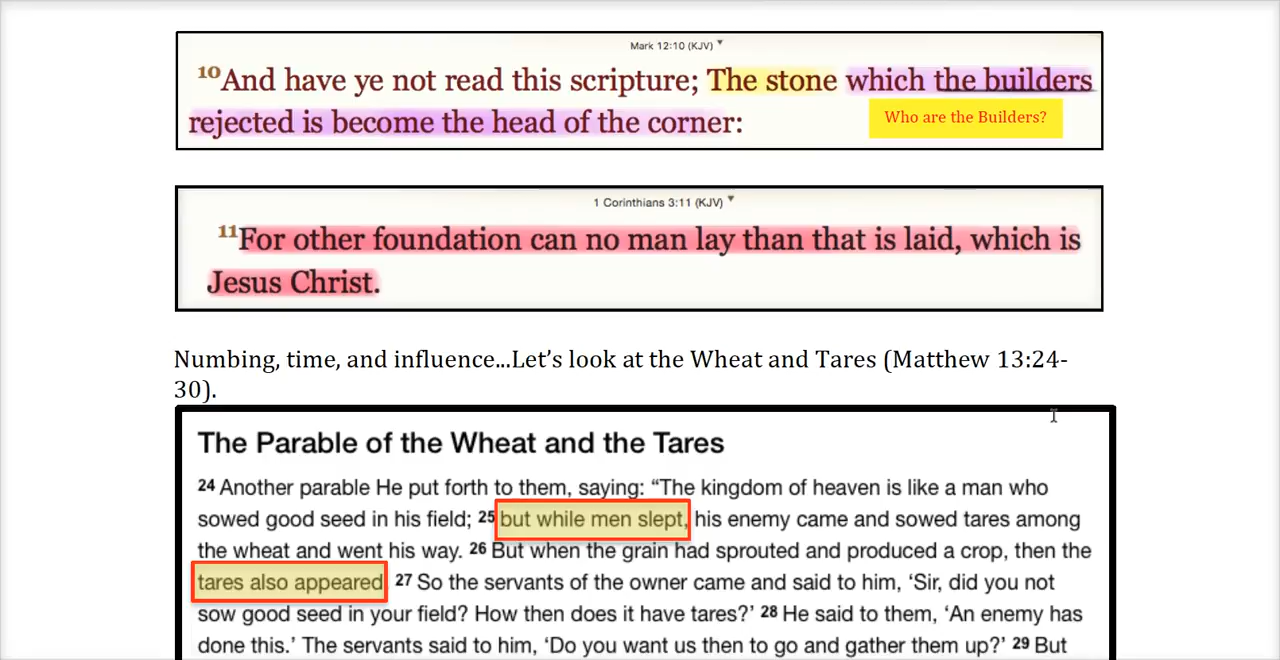 Mark 12:10 (KJV)
10And have ye not read this scripture; The stone which the builders
rejected is become the head of the corner:
Who are the Builders?
1 Corinthians 3:11 (KJV)
11For other foundation can no man lay than that is laid, which is
Jesus Christ.
Numbing, time, and influence...Let’s look at the Wheat and Tares (Matthew 13:24-
30).
The Parable of the Wheat and the Tares
24 Another parable He put forth to them, saying: “The kingdom of heaven is like a man who
sowed good seed in his field; 25 but while men slept, his enemy came and sowed tares among
the wheat and went his way. 26 But when the grain had sprouted and produced a crop, then the
tares also appeared 27 So the servants of the owner came and said to him, ‘Sir, did you not
sow good seed in your field? How then does it have tares?’ 28 He said to them, ‘An enemy has
done this.’ The servants said to him, ‘Do you want us then to go and gather them up?’ 29 But